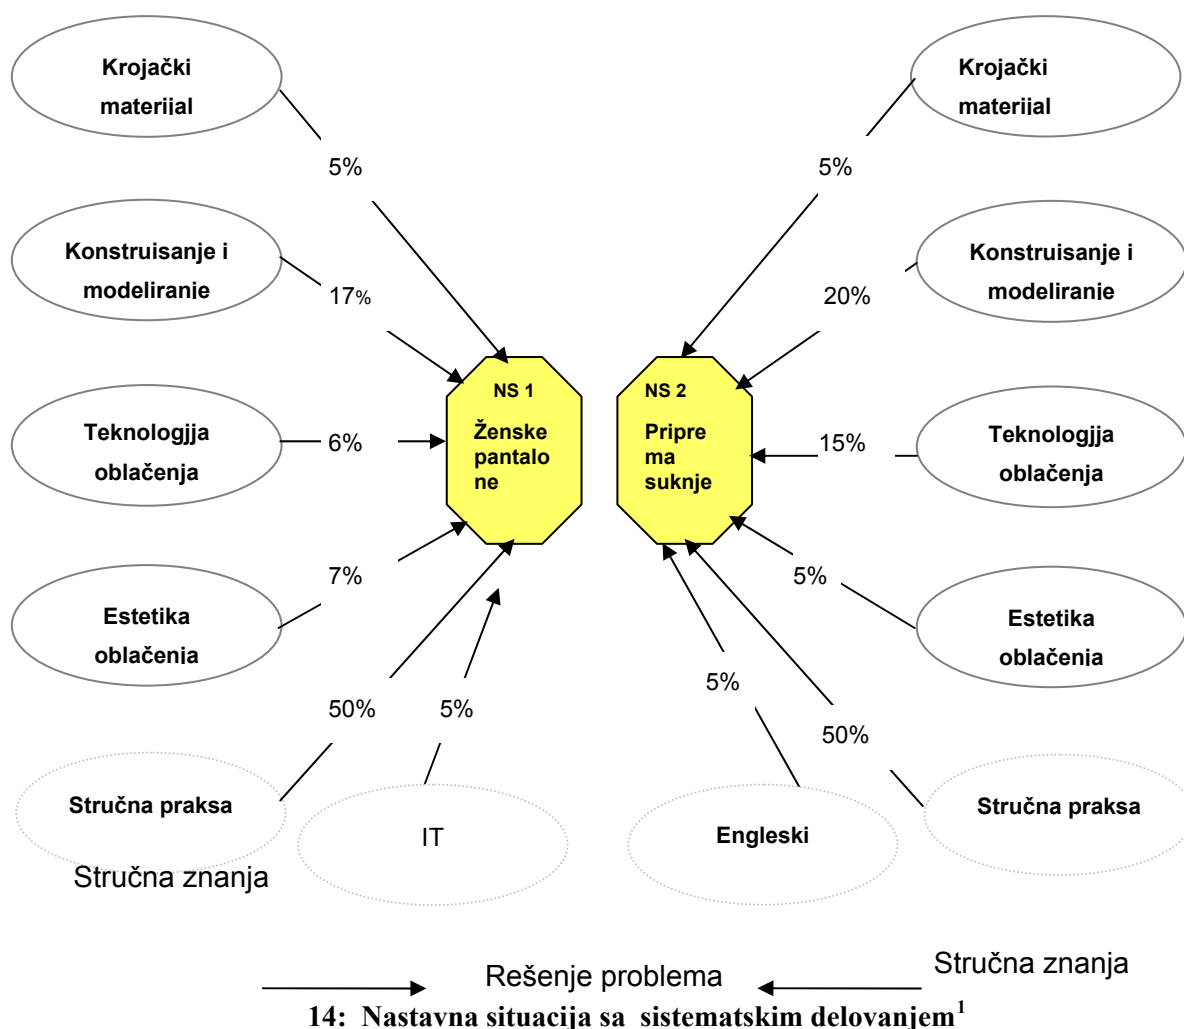 Krojački
materijal
5%
Konstruisanje i
modeliranje
17%
Teknologjja
oblačenja
6%
Estetika
oblačenja
7%
Stručna praksa
50%
IT
5%
Stručna znanja
NS 1
Ženske
pantalo
ne
NS 2
Pripre
ma
suknje
Krojački
materijal
5%
Konstruisanje i
modeliranje
20%
Teknologjja
oblačenja
15%
Estetika
oblačenja
5%
Stručna praksa
50%
Engleski
5%
Stručna znanja
Rešenje problema
14: Nastavna situacija sa sistematskim delovanjem1